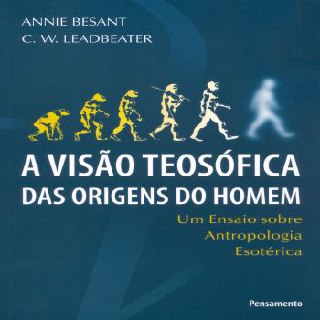 ANNIE BESANT
C. W. LEADBEATER
A VISÃO TEOSÓFICA
DAS ORIGENS DO HOMEM
Um Ensaio sobre
Antropologia
Esotérica
Pensamento